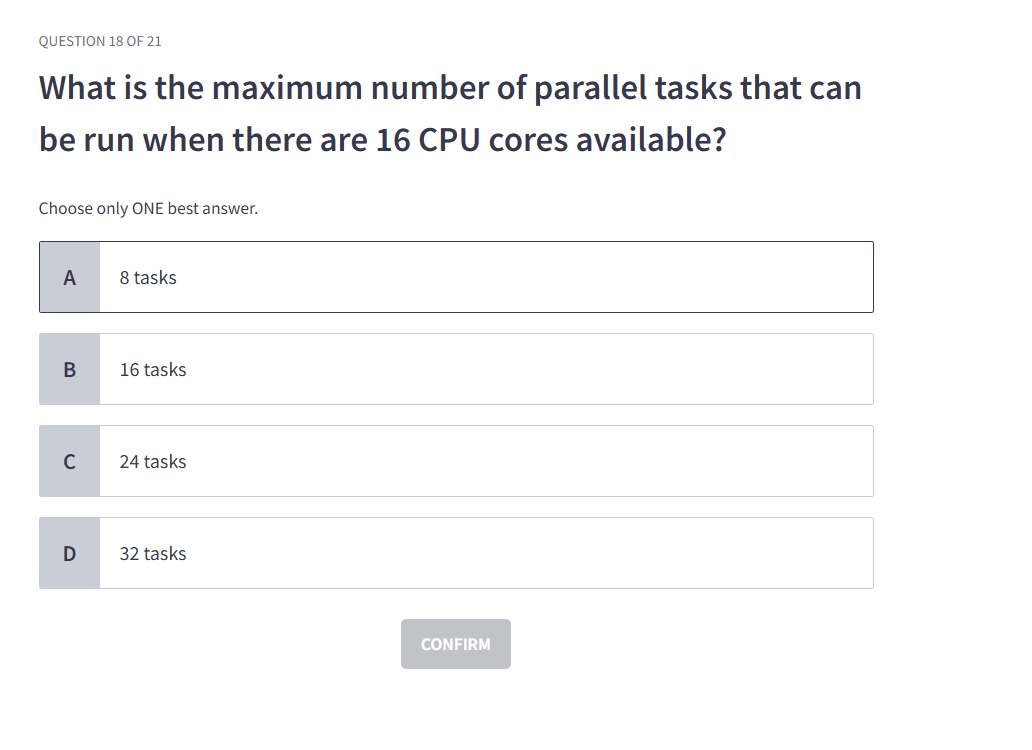 QUESTION 18 OF 21
What is the maximum number of parallel tasks that can
be run when there are 16 CPU cores available?
Choose only ONE best answer.
A 8 tasks
B 16 tasks
C 24 tasks
D 32 tasks
CONFIRM